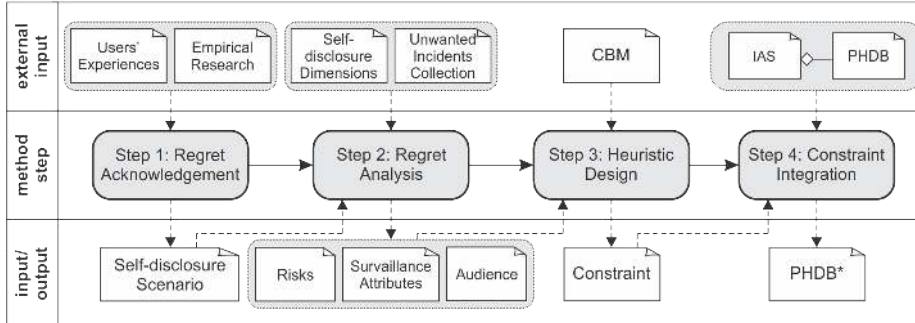 external
input
Users'
Experiences
Empirical
Research
Self-
disclosure
Dimensions
Unwanted
Incidents
Collection
CBM
IAS
PHDB
method
step
Step 1: Regret
Acknowledgement
Step 2: Regret
Analysis
Step 3: Heuristic
Design
Step 4: Constraint
Integration
input/
output
Self-disclosure
Scenario
Risks
Survaillance
Attributes
Audience
Constraint
PHDB*